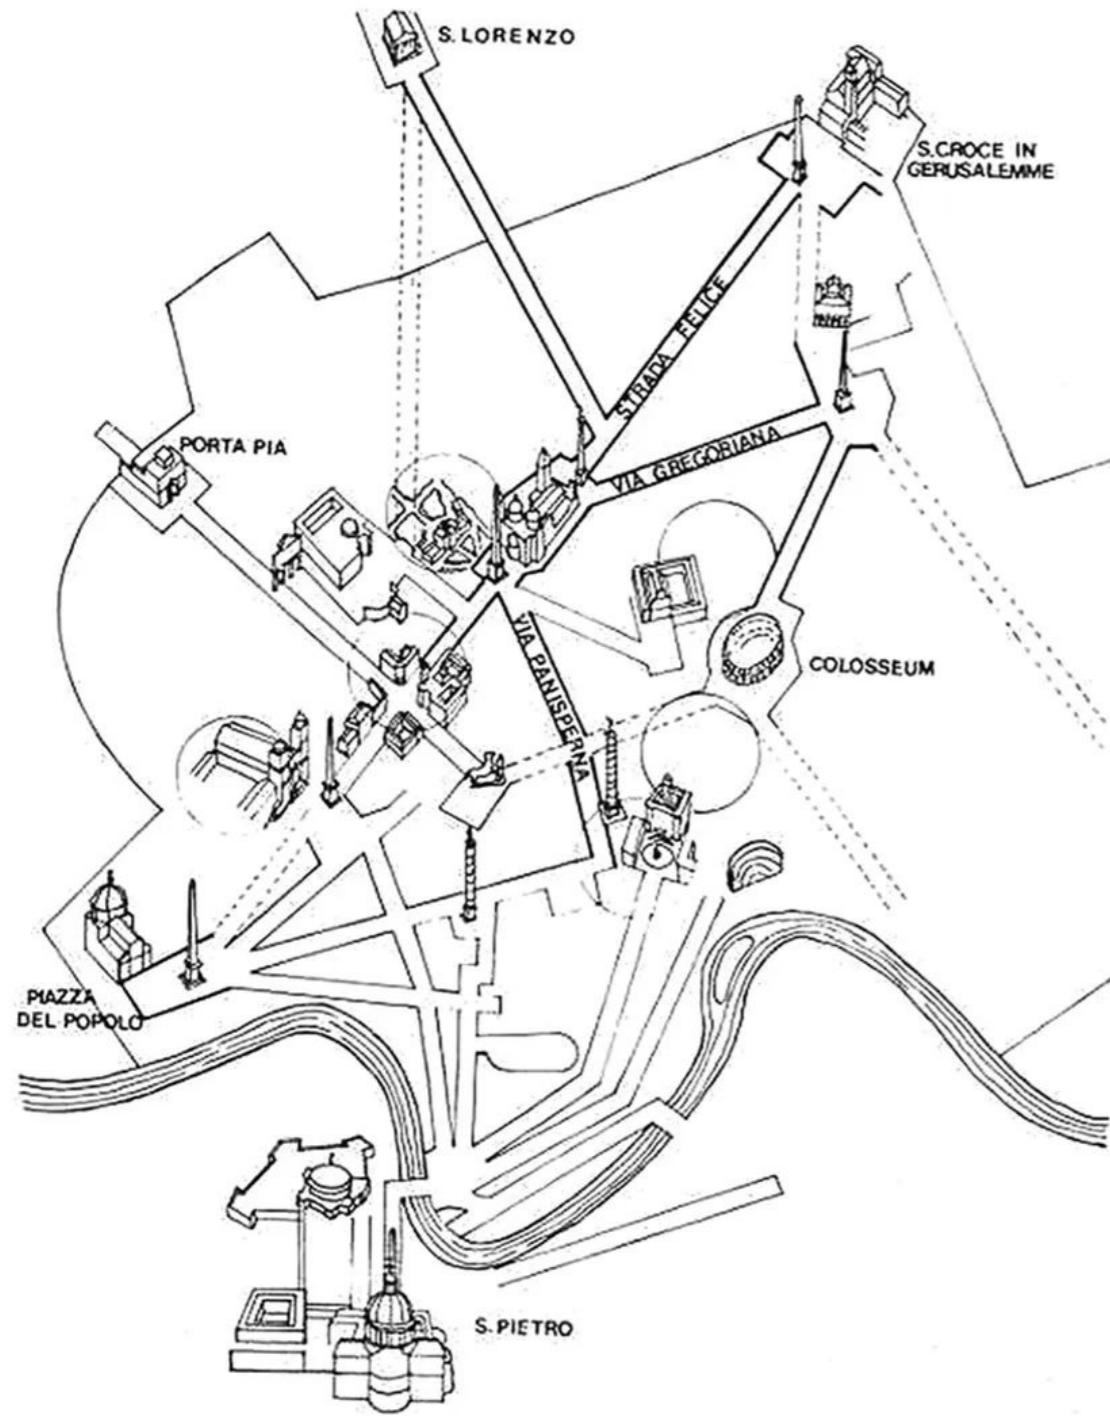 S. LORENZO
S. CROCE IN
GERUSALEMME
STRADA FELICE
PORTA PIA
VIA GREGORIANA
VIA PANISPERNA
COLOSSEUM
PIAZZA
DEL POPOLO
S. PIETRO